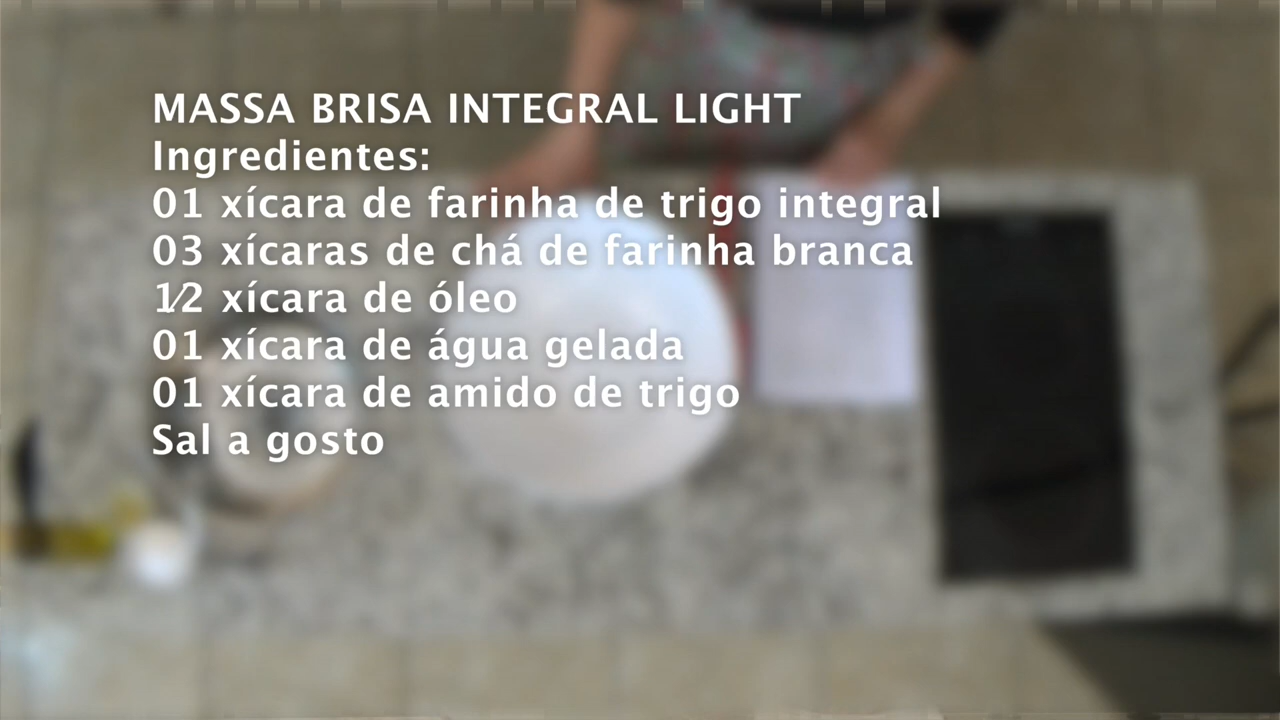 MASSA BRISA INTEGRAL LIGHT
Ingredientes:
01 xícara de farinha de trigo integral
03 xícaras de chá de farinha branca
1⁄2 xícara de óleo
01 xícara de água gelada
01 xícara de amido de trigo
Sal a gosto